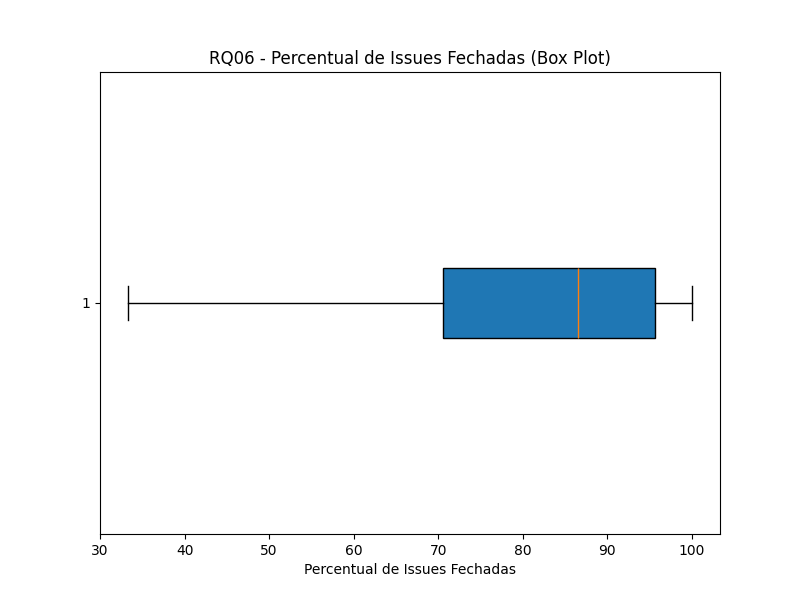 RQ06 - Percentual de Issues Fechadas (Box Plot)
1
30 40 50 60 70 80 90 100
Percentual de Issues Fechadas